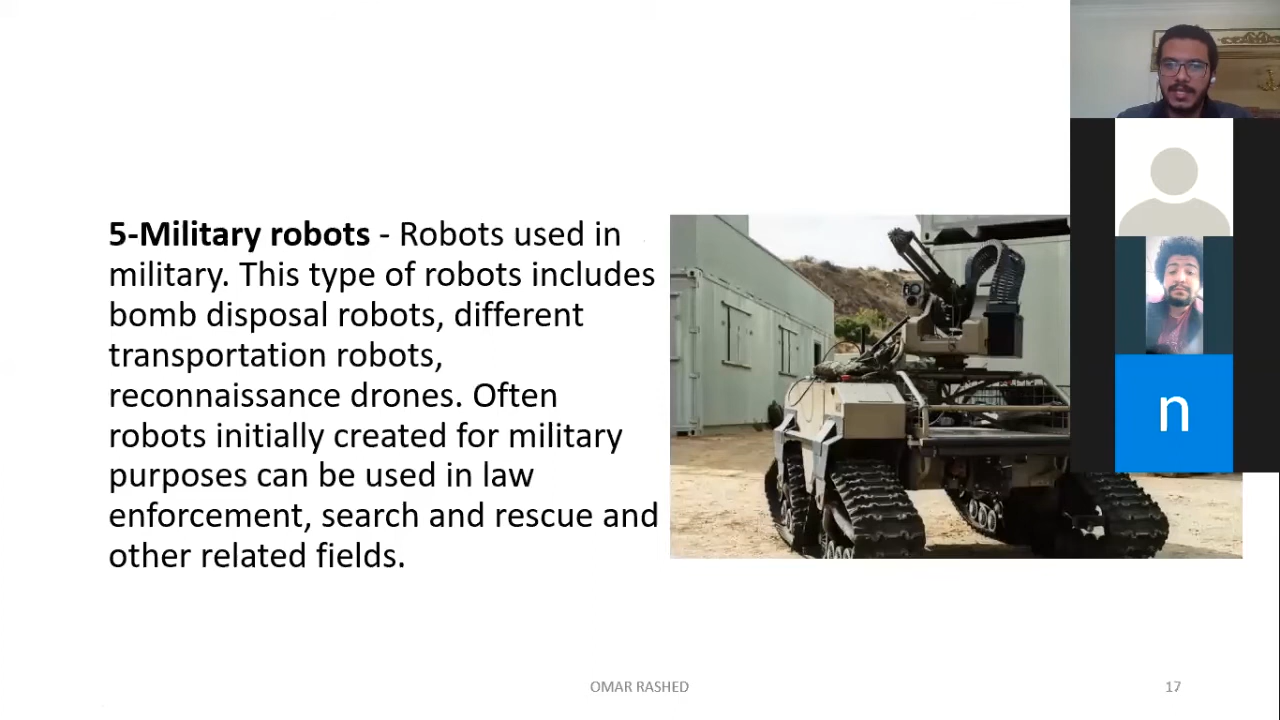 5-Military robots - Robots used in
military. This type of robots includes
bomb disposal robots, different
transportation robots,
reconnaissance drones. Often
robots initially created for military
purposes can be used in law
enforcement, search and rescue and
other related fields.
n
OMAR RASHED
17